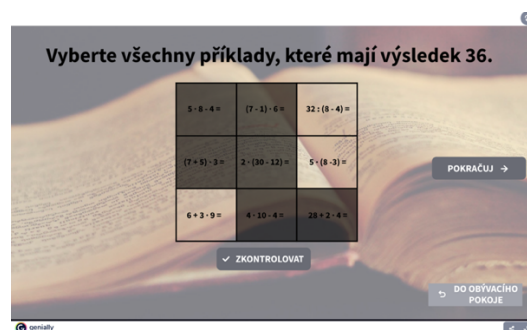 Vyberte všechny příklady, které mají výsledek 36.
5 · 8 - 4 =
(7 - 1) · 6 =
32 : (8 - 4) =
(7 + 5) · 3 =
2 · (30 - 12) =
5 · (8 -3) =
6 + 3 · 9 =
4 · 10 - 4 =
28 + 2 · 4 =
POKRAČUJ →
✓ ZKONTROLOVAT
DO OBÝVACÍHO
POKOJE
genially